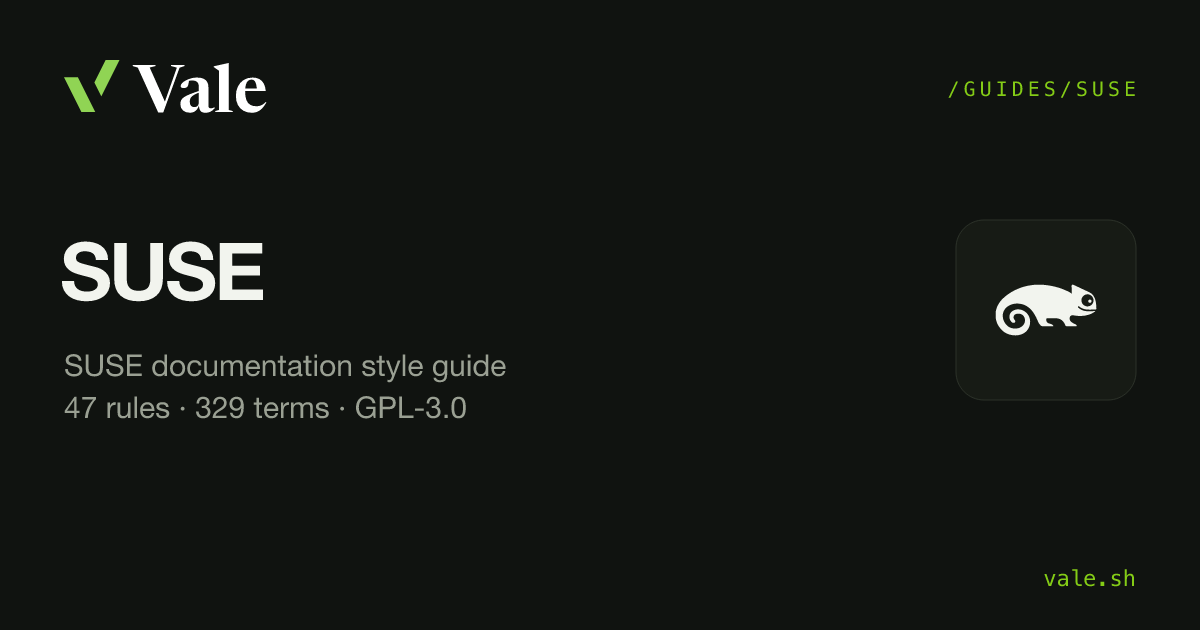 Vale
/GUIDES/SUSE
SUSE
SUSE documentation style guide
47 rules · 329 terms · GPL-3.0
vale.sh